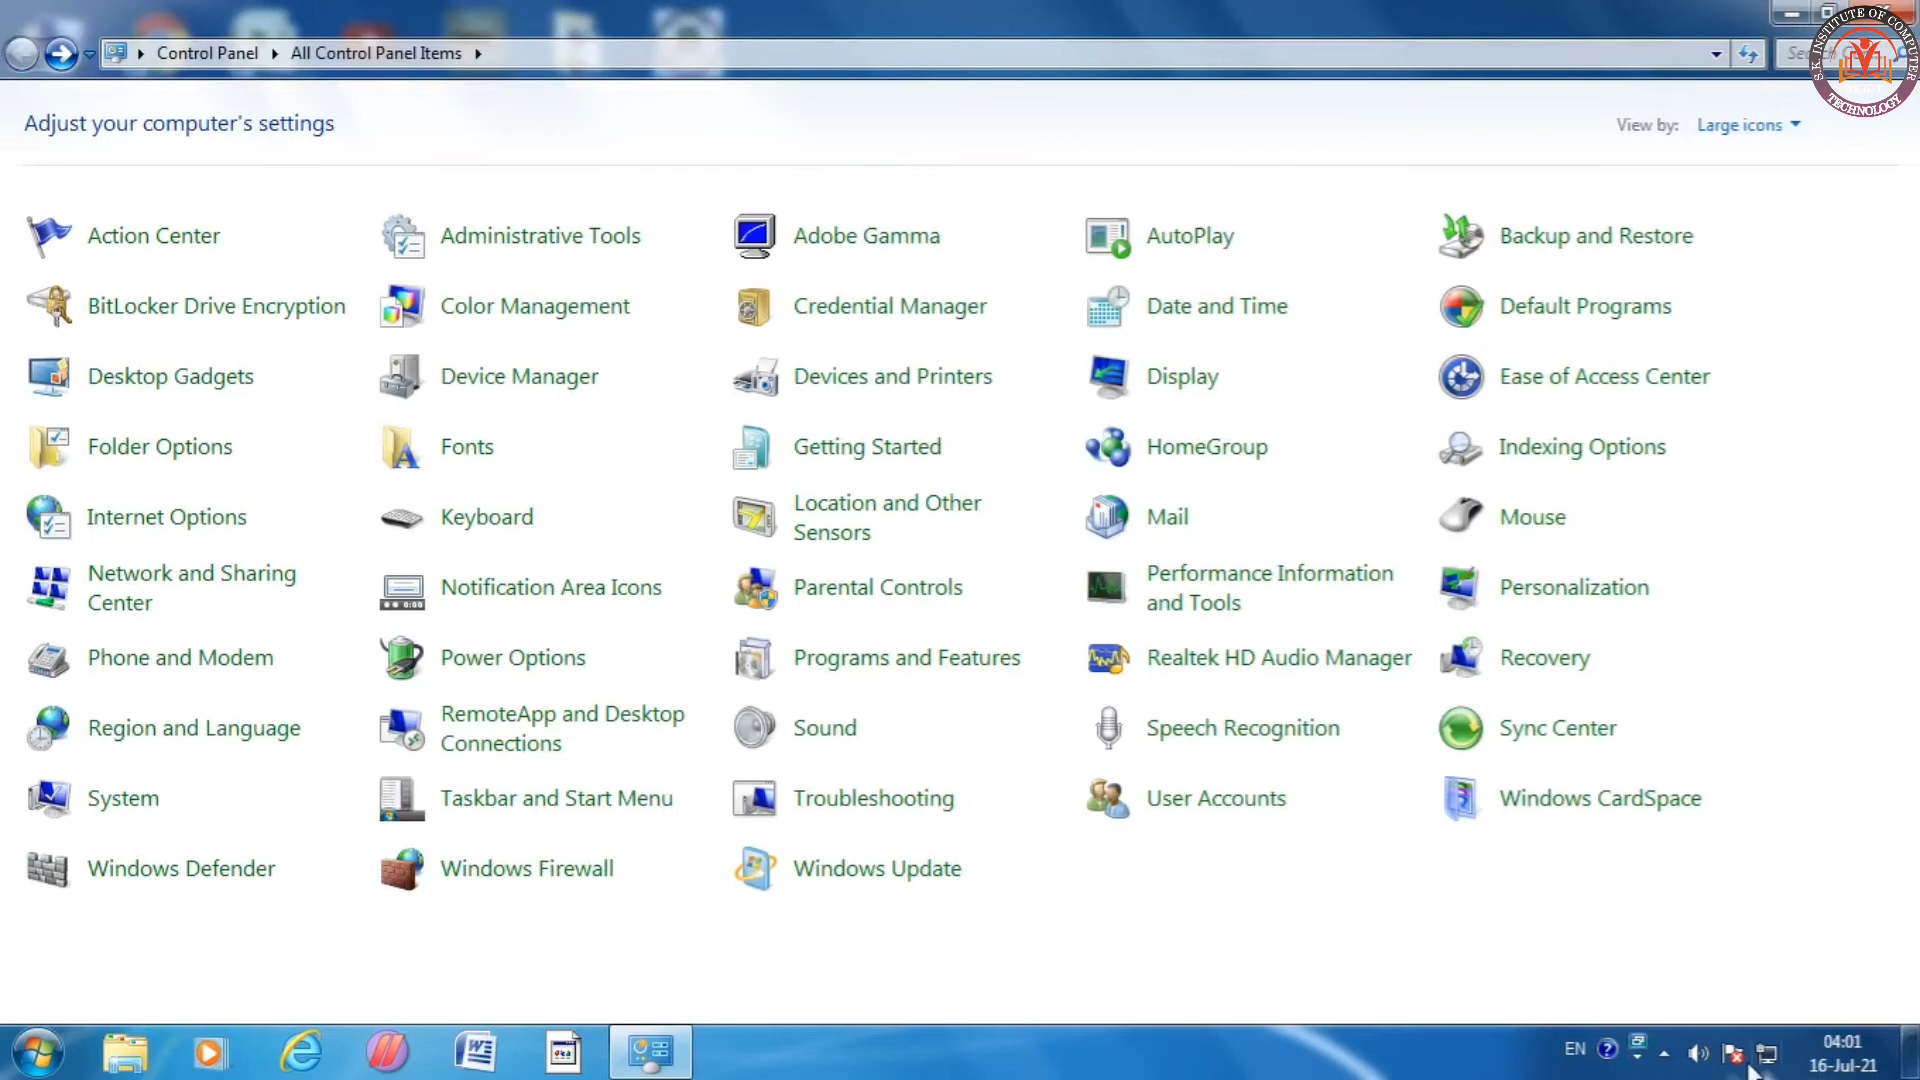 Control Panel
All Control Panel Items
S.K. INSTITUTE OF COMPUTER
TECHNOLOGY
Adjust your computer's settings
View by:
Large icons
Action Center
Administrative Tools
Adobe Gamma
AutoPlay
Backup and Restore
BitLocker Drive Encryption
Color Management
Credential Manager
Date and Time
Default Programs
Desktop Gadgets
Device Manager
Devices and Printers
Display
Ease of Access Center
Folder Options
Fonts
Getting Started
HomeGroup
Indexing Options
Internet Options
Keyboard
Location and Other
Sensors
Mail
Mouse
Network and Sharing
Center
Notification Area Icons
Parental Controls
Performance Information
and Tools
Personalization
Phone and Modem
Power Options
Programs and Features
Realtek HD Audio Manager
Recovery
Region and Language
RemoteApp and Desktop
Connections
Sound
Speech Recognition
Sync Center
System
Taskbar and Start Menu
Troubleshooting
User Accounts
Windows CardSpace
Windows Defender
Windows Firewall
Windows Update
EN
04:01
16-Jul-21